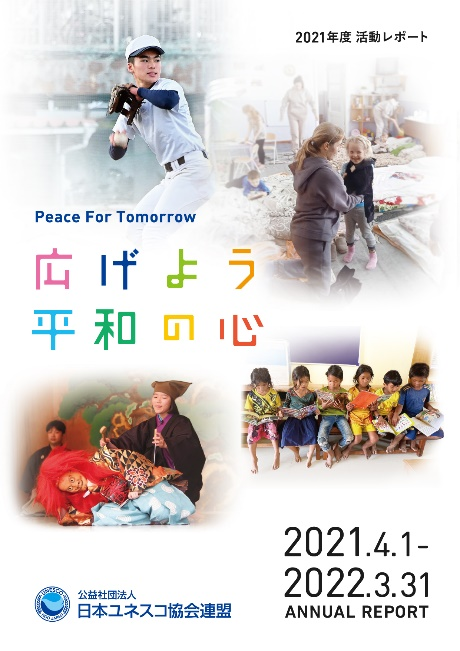 2021年度 活動レポート
Peace For Tomorrow
広げよう
平和の心
2021.4.1-
2022.3.31
ANNUAL REPORT
公益社団法人
日本ユネスコ協会連盟